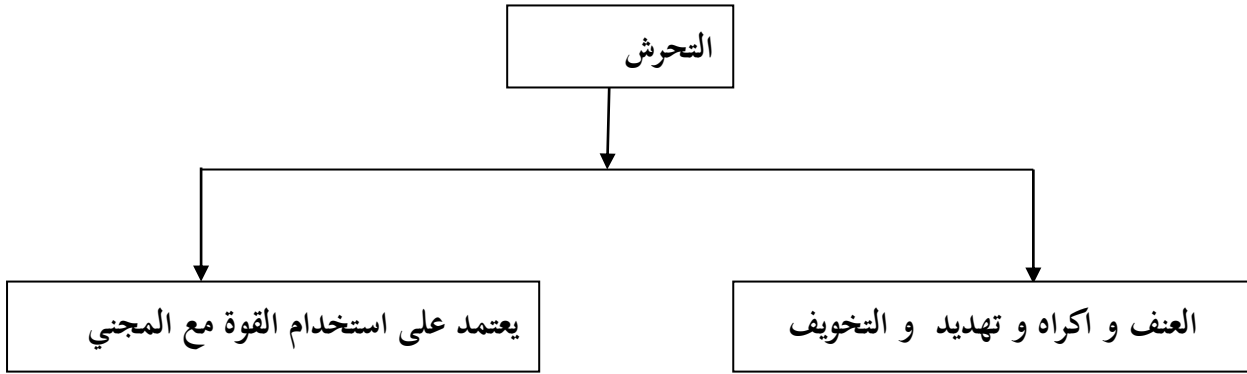 التحرش
العنف و اكراه و تهديد و التخويف
يعتمد على استخدام القوة مع المجني